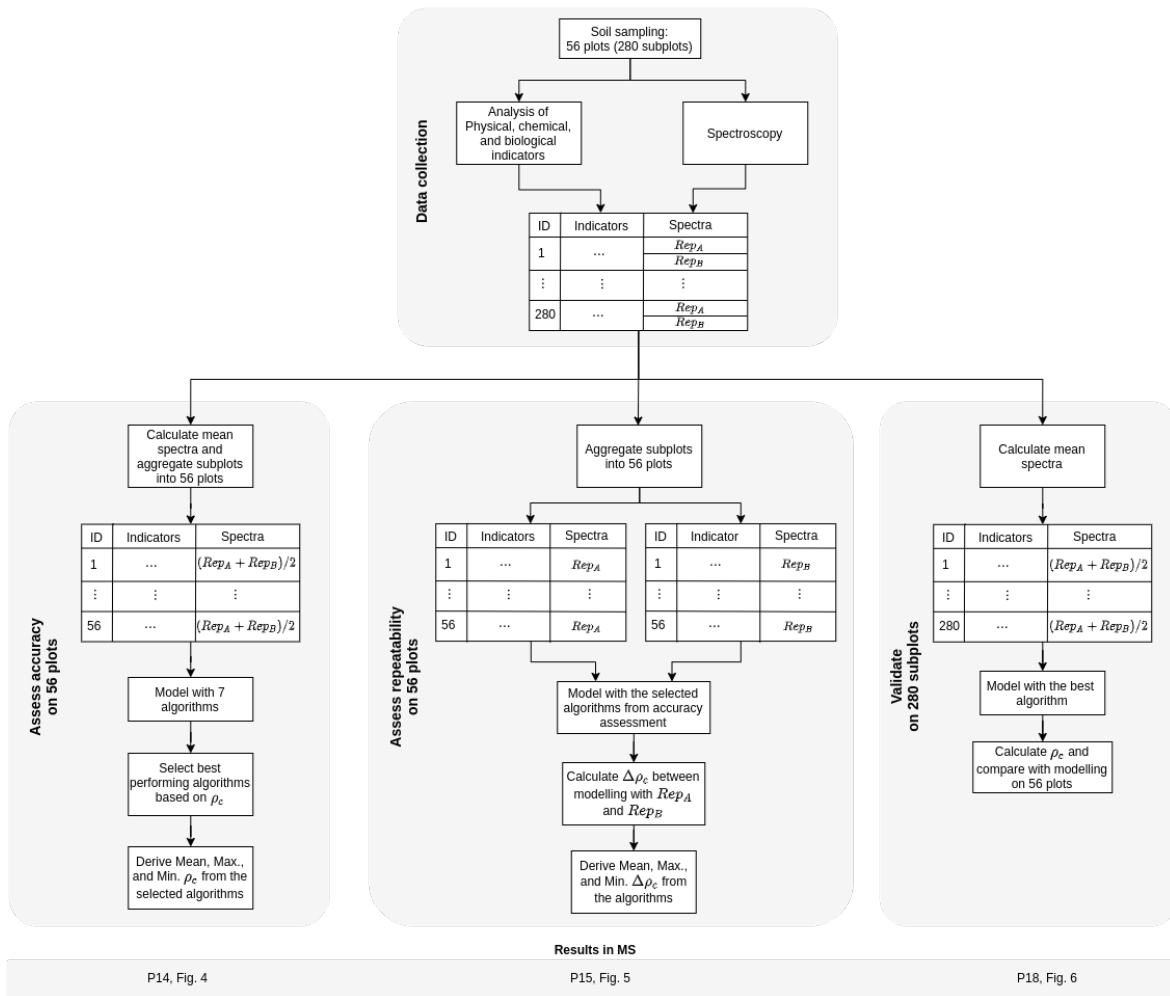 Soil sampling:
56 plots (280 subplots)
Analysis of
Physical, chemical,
and biological
indicators
Spectroscopy
Data collection
ID Indicators Spectra
1 ... Rep_A
Rep_B
⋮ ⋮ ⋮
280 ... Rep_A
Rep_B
Assess accuracy
on 56 plots
Calculate mean
spectra and
aggregate subplots
into 56 plots
ID Indicators Spectra
1 ... (Rep_A + Rep_B)/2
⋮ ⋮ ⋮
56 ... (Rep_A + Rep_B)/2
Model with 7
algorithms
Select best
performing algorithms
based on ρ_c
Derive Mean, Max.,
and Min. ρ_c from the
selected algorithms
Assess repeatability
on 56 plots
Aggregate subplots
into 56 plots
ID Indicators Spectra
1 ... Rep_A
⋮ ⋮ ⋮
56 ... Rep_A
ID Indicator Spectra
1 ... Rep_B
⋮ ⋮ ⋮
56 ... Rep_B
Model with the selected
algorithms from accuracy
assessment
Calculate Δρ_c between
modelling with Rep_A
and Rep_B
Derive Mean, Max.,
and Min. Δρ_c from
the algorithms
Validate
on 280 subplots
Calculate mean
spectra
ID Indicators Spectra
1 ... (Rep_A + Rep_B)/2
⋮ ⋮ ⋮
280 ... (Rep_A + Rep_B)/2
Model with the best
algorithm
Calculate ρ_c and
compare with modelling
on 56 plots
Results in MS
P14, Fig. 4 P15, Fig. 5 P18, Fig. 6